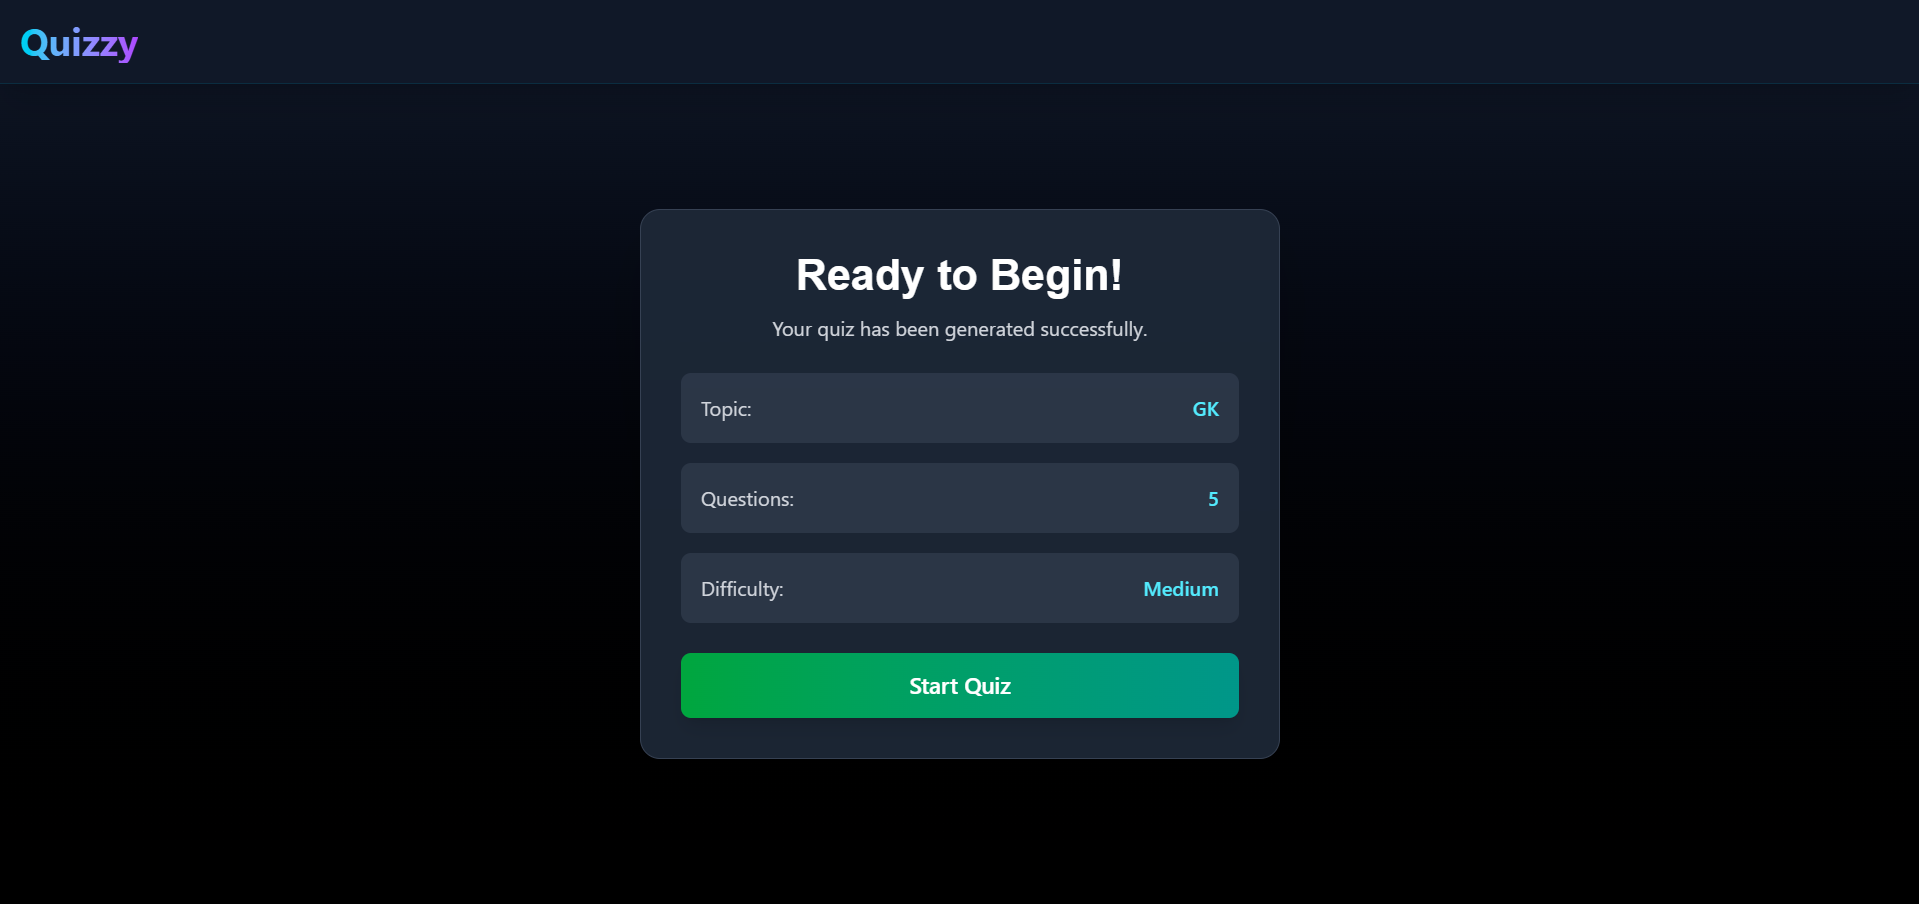 Quizzy
Ready to Begin!
Your quiz has been generated successfully.
Topic: GK
Questions: 5
Difficulty: Medium
Start Quiz